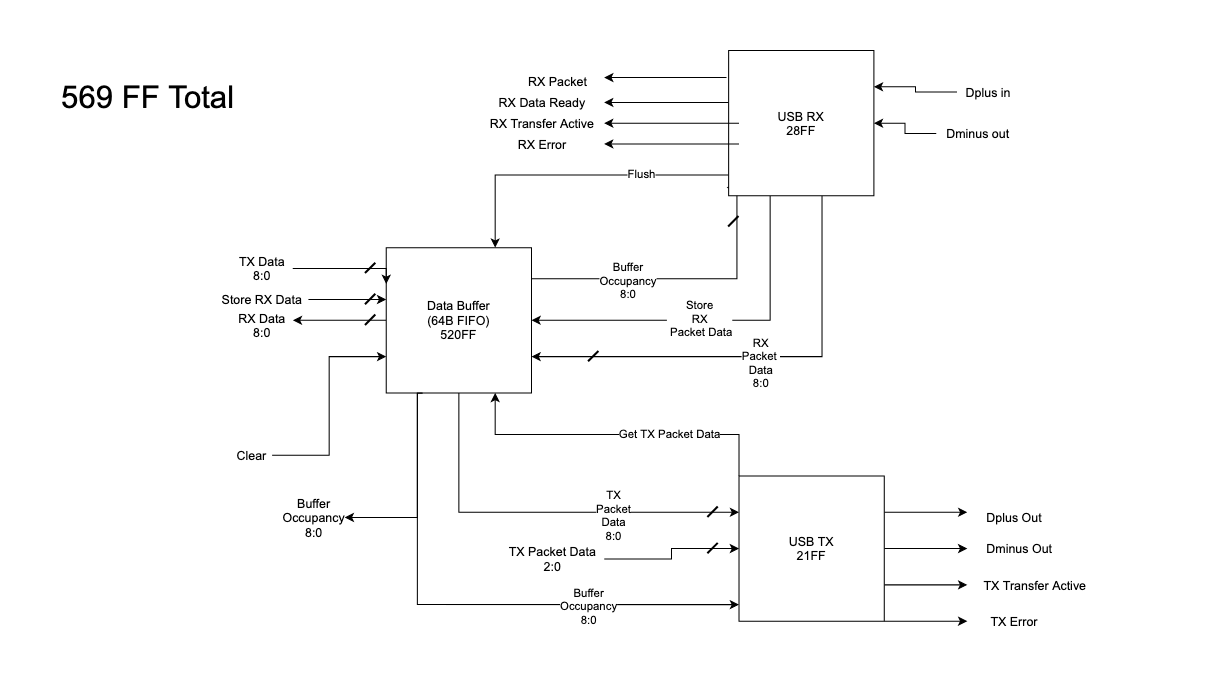 569 FF Total
RX Packet
RX Data Ready
RX Transfer Active
RX Error
USB RX
28FF
Dplus in
Dminus out
Flush
TX Data
8:0
Store RX Data
RX Data
8:0
Data Buffer
(64B FIFO)
520FF
Buffer
Occupancy
8:0
Store
RX
Packet Data
RX
Packet
Data
8:0
Clear
Get TX Packet Data
Buffer
Occupancy
8:0
TX
Packet
Data
8:0
TX Packet Data
2:0
Buffer
Occupancy
8:0
USB TX
21FF
Dplus Out
Dminus Out
TX Transfer Active
TX Error